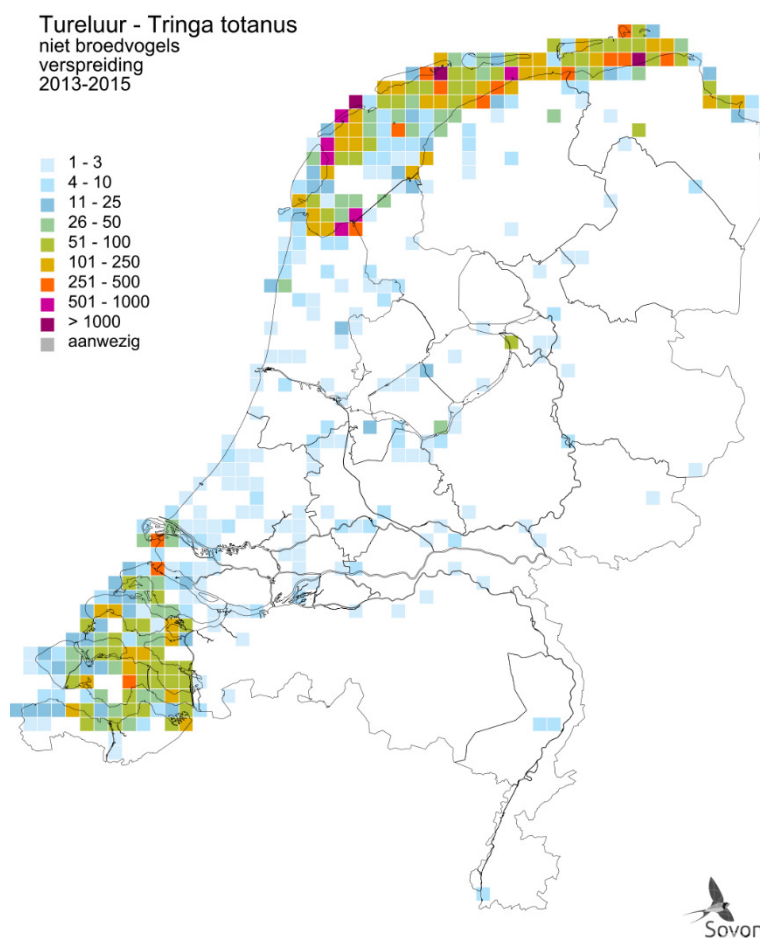 Tureluur - Tringa totanus
niet broedvogels
verspreiding
2013-2015
1 - 3
4 - 10
11 - 25
26 - 50
51 - 100
101 - 250
251 - 500
501 - 1000
> 1000
aanwezig
Sovon